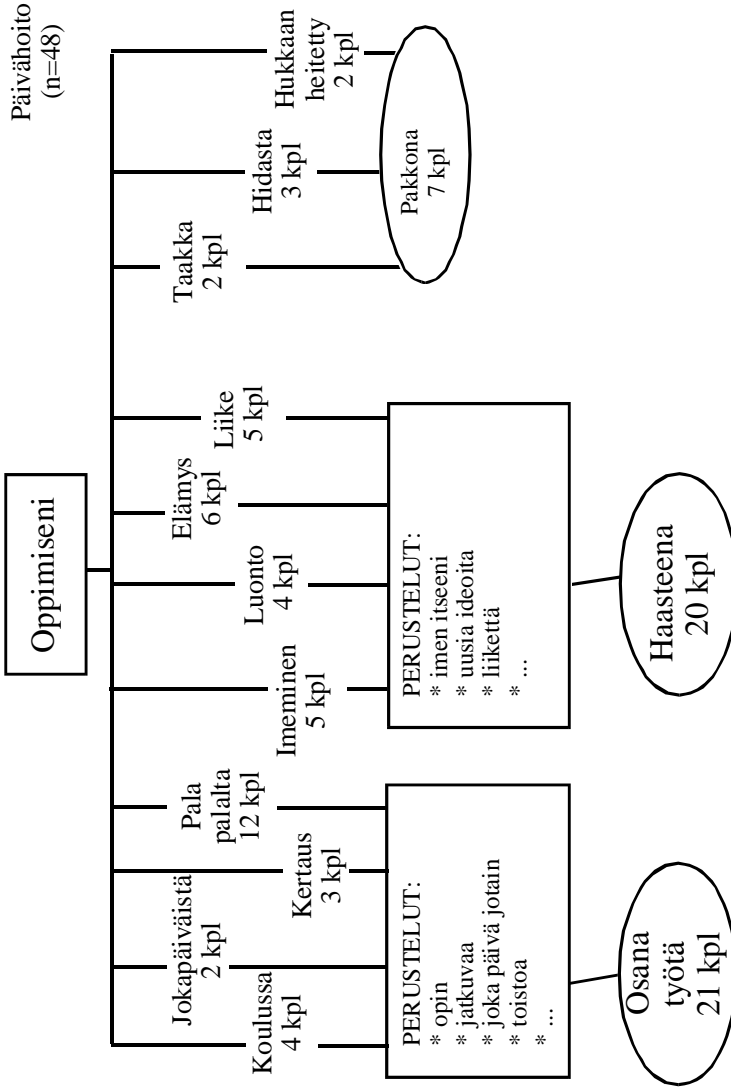 Päivähoito
(n=48)
Oppimiseni
Koulussa
4 kpl
Jokapäiväistä
2 kpl
Kertaus
3 kpl
Pala
palalta
12 kpl
Imeminen
5 kpl
Luonto
4 kpl
Elämys
6 kpl
Liike
5 kpl
Taakka
2 kpl
Hidasta
3 kpl
Hukkaan
heitetty
2 kpl
PERUSTELUT:
* opin
* jatkuvaa
* joka päivä jotain
* toistoa
* ...
PERUSTELUT:
* imen itseeni
* uusia ideoita
* liikettä
* ...
Pakkona
7 kpl
Osana
työtä
21 kpl
Haasteena
20 kpl